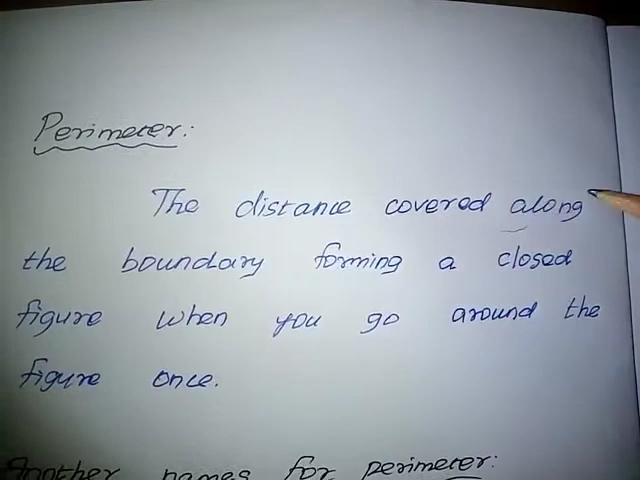 Perimeter:
The distance covered along
the boundary forming a closed
figure when you go around the
figure once.
Another names for perimeter: